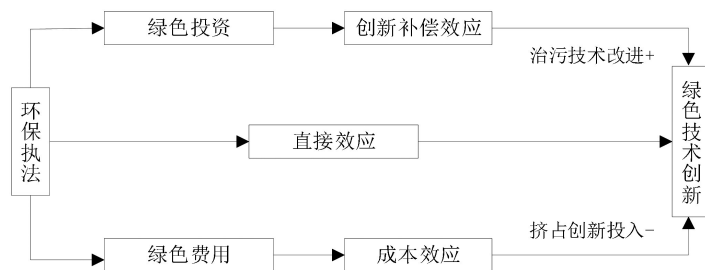 绿色投资
创新补偿效应
治污技术改进+
环保执法
直接效应
绿色技术创新
挤占创新投入−
绿色费用
成本效应